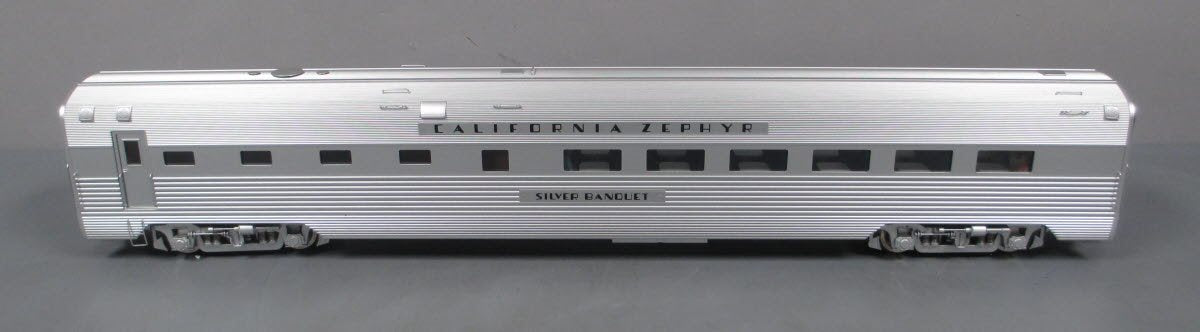 CALIFORNIA ZEPHYR
SILVER BANQUET